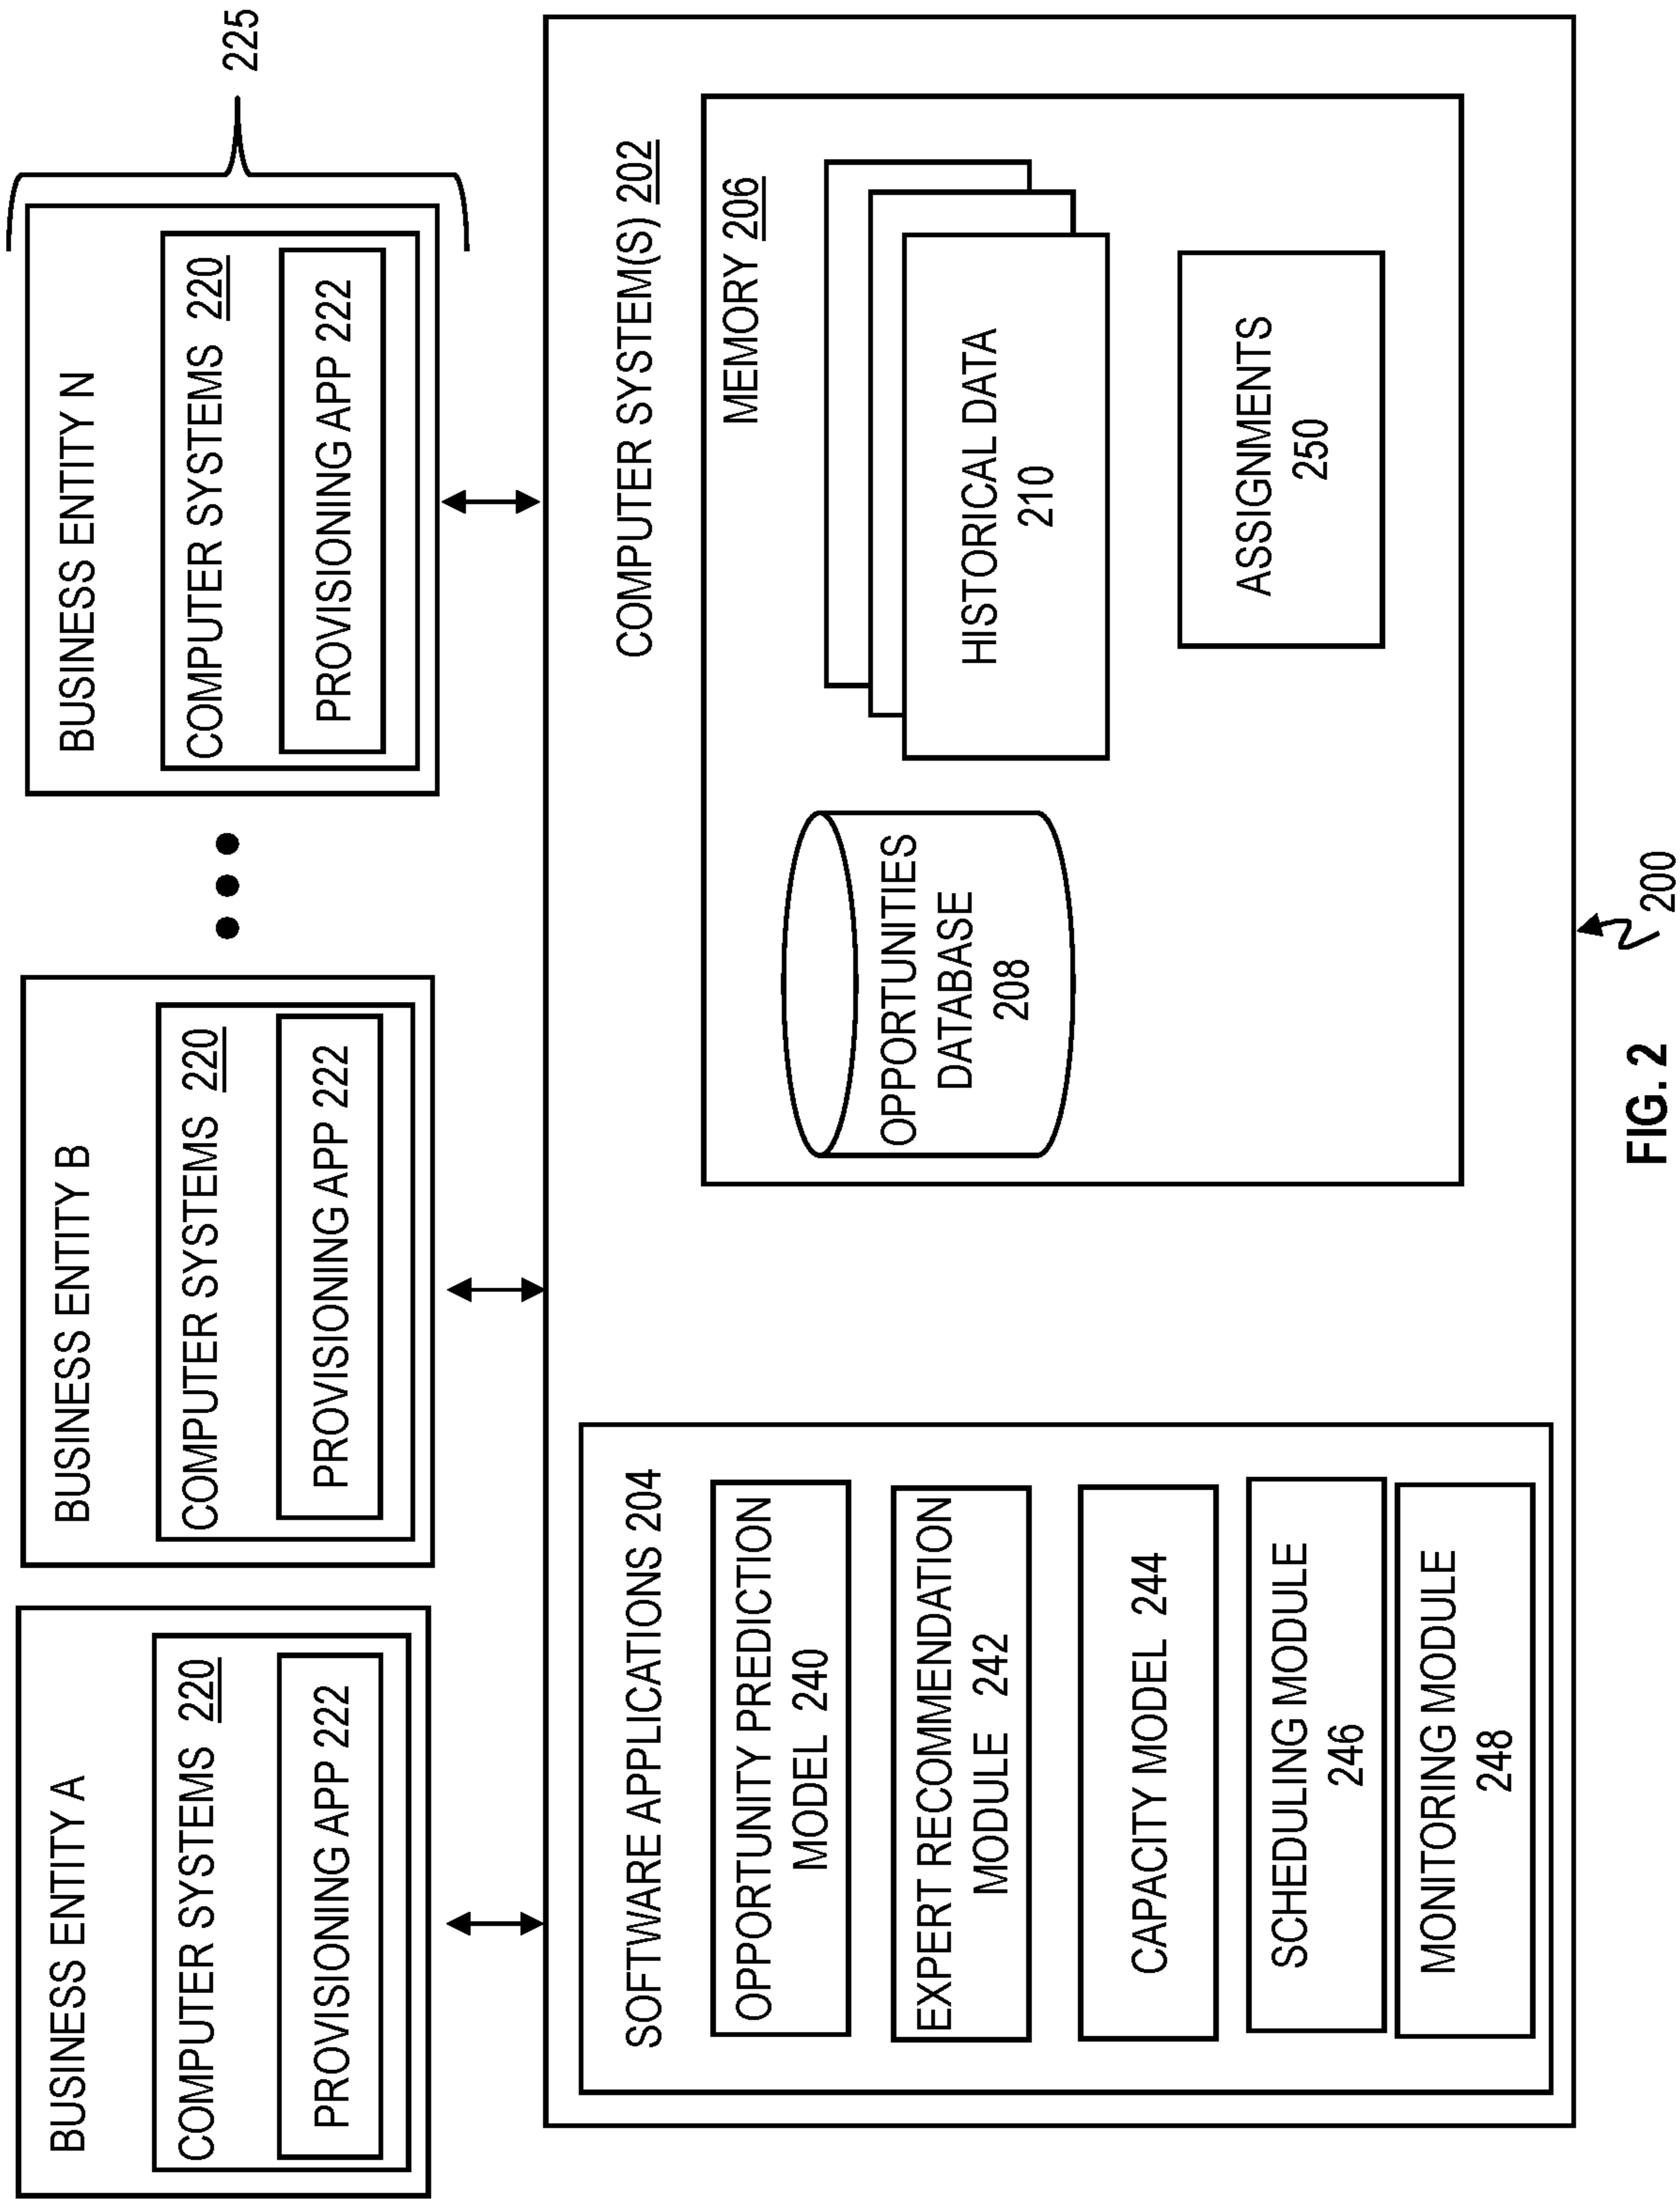 225
BUSINESS ENTITY A
COMPUTER SYSTEMS 220
PROVISIONING APP 222
BUSINESS ENTITY B
COMPUTER SYSTEMS 220
PROVISIONING APP 222
BUSINESS ENTITY N
COMPUTER SYSTEMS 220
PROVISIONING APP 222
COMPUTER SYSTEM(S) 202
SOFTWARE APPLICATIONS 204
OPPORTUNITY PREDICTION
MODEL 240
EXPERT RECOMMENDATION
MODULE 242
CAPACITY MODEL 244
SCHEDULING MODULE
246
MONITORING MODULE
248
MEMORY 206
OPPORTUNITIES
DATABASE
208
HISTORICAL DATA
210
ASSIGNMENTS
250
200
FIG. 2